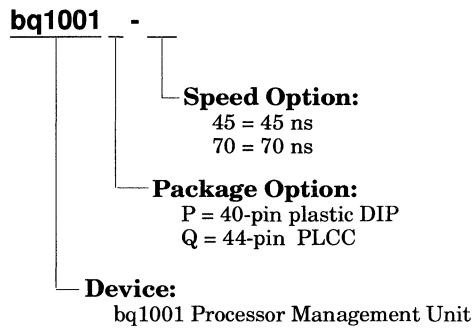 bq1001 -
Speed Option:
45 = 45 ns
70 = 70 ns
Package Option:
P = 40-pin plastic DIP
Q = 44-pin PLCC
Device:
bq1001 Processor Management Unit